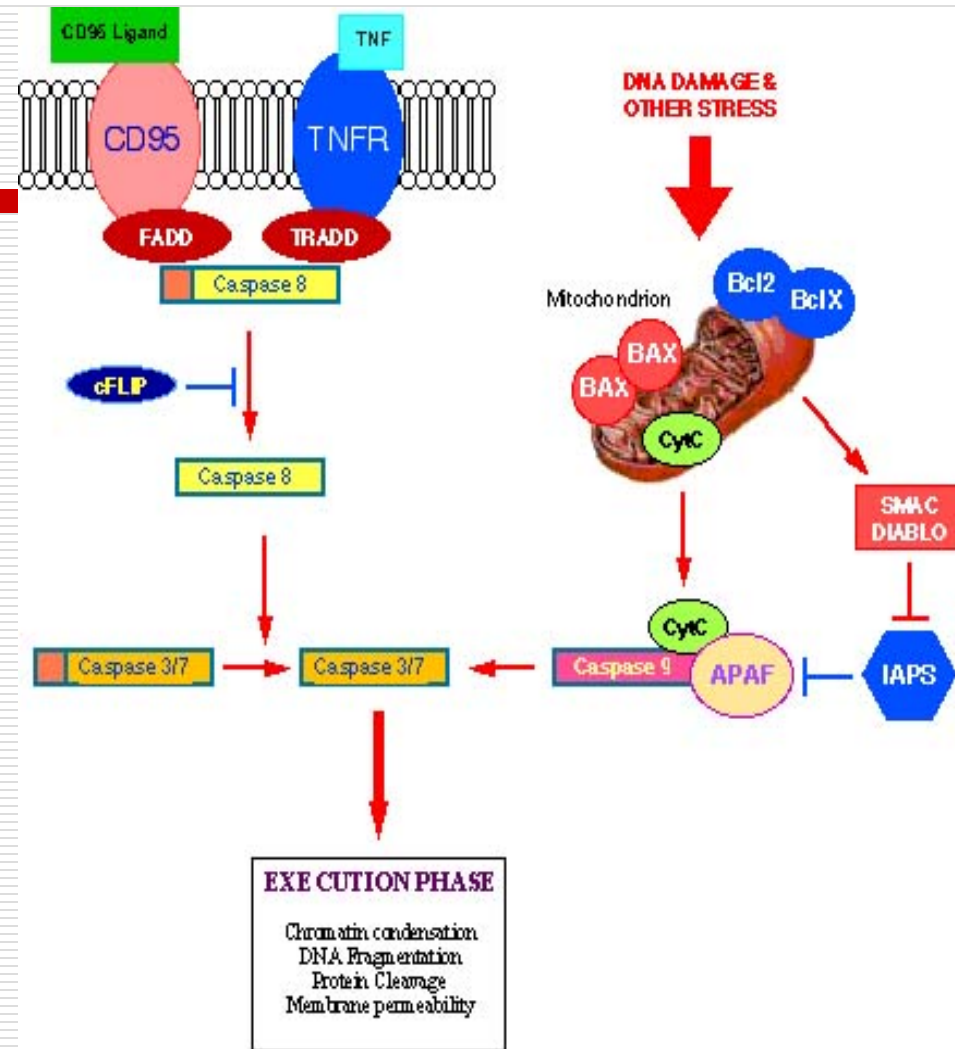 CD95 Ligand
TNF
CD95
TNFR
FADD
TRADD
Caspase 8
cFLIP
Caspase 8
Caspase 3/7
Caspase 3/7
DNA DAMAGE &
OTHER STRESS
Mitochondrion
Bcl2
BclX
BAX
BAX
CytC
SMAC
DIABLO
CytC
Caspase 9
APAF
IAPS
EXE CUTION PHASE
Chromatin condensation
DNA Fragmentation
Protein Cleavage
Membrane permeability